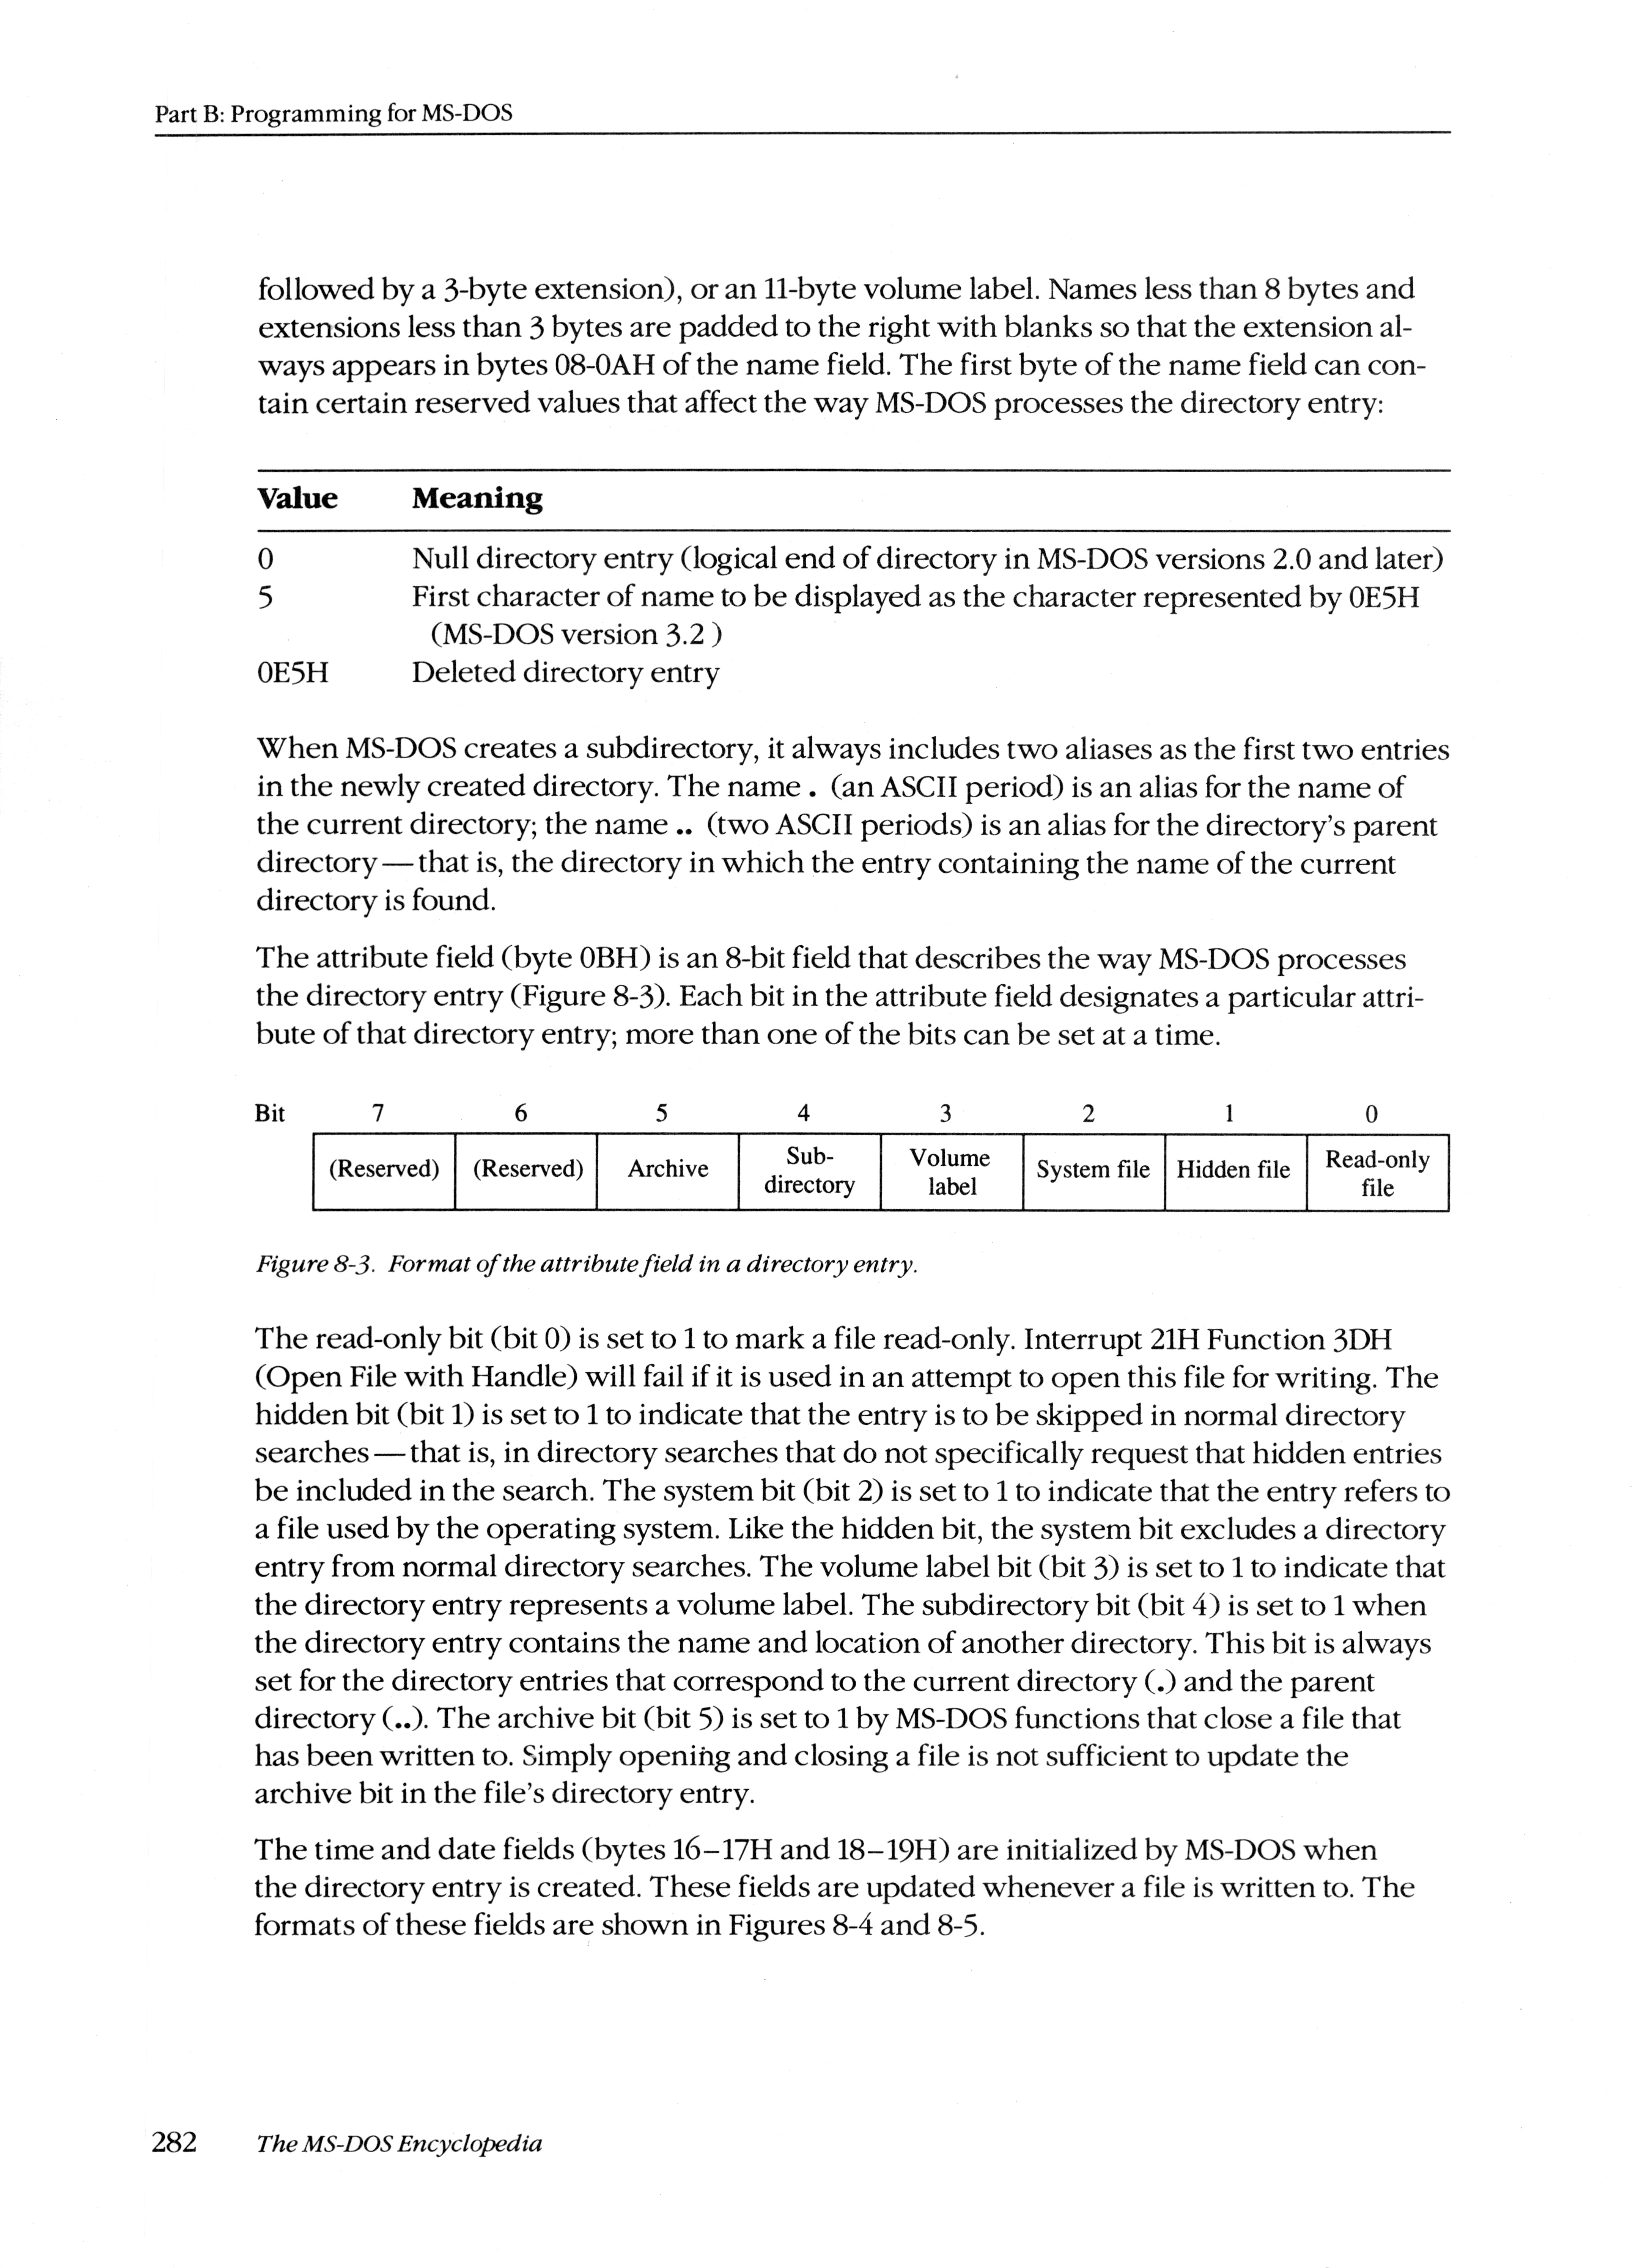 Part B: Programming for MS-DOS
followed by a 3-byte extension), or an 11-byte volume label. Names less than 8 bytes and
extensions less than 3 bytes are padded to the right with blanks so that the extension al-
ways appears in bytes 08-0AH of the name field. The first byte of the name field can con-
tain certain reserved values that affect the way MS-DOS processes the directory entry:
Value Meaning
0 Null directory entry (logical end of directory in MS-DOS versions 2.0 and later)
5 First character of name to be displayed as the character represented by 0E5H
(MS-DOS version 3.2 )
0E5H Deleted directory entry
When MS-DOS creates a subdirectory, it always includes two aliases as the first two entries
in the newly created directory. The name . (an ASCII period) is an alias for the name of
the current directory; the name .. (two ASCII periods) is an alias for the directory's parent
directory — that is, the directory in which the entry containing the name of the current
directory is found.
The attribute field (byte 0BH) is an 8-bit field that describes the way MS-DOS processes
the directory entry (Figure 8-3). Each bit in the attribute field designates a particular attri-
bute of that directory entry; more than one of the bits can be set at a time.
Bit 7 6 5 4 3 2 1 0
(Reserved) (Reserved) Archive Sub- directory Volume label System file Hidden file Read-only file
Figure 8-3. Format of the attribute field in a directory entry.
The read-only bit (bit 0) is set to 1 to mark a file read-only. Interrupt 21H Function 3DH
(Open File with Handle) will fail if it is used in an attempt to open this file for writing. The
hidden bit (bit 1) is set to 1 to indicate that the entry is to be skipped in normal directory
searches — that is, in directory searches that do not specifically request that hidden entries
be included in the search. The system bit (bit 2) is set to 1 to indicate that the entry refers to
a file used by the operating system. Like the hidden bit, the system bit excludes a directory
entry from normal directory searches. The volume label bit (bit 3) is set to 1 to indicate that
the directory entry represents a volume label. The subdirectory bit (bit 4) is set to 1 when
the directory entry contains the name and location of another directory. This bit is always
set for the directory entries that correspond to the current directory (.) and the parent
directory (..). The archive bit (bit 5) is set to 1 by MS-DOS functions that close a file that
has been written to. Simply opening and closing a file is not sufficient to update the
archive bit in the file's directory entry.
The time and date fields (bytes 16–17H and 18–19H) are initialized by MS-DOS when
the directory entry is created. These fields are updated whenever a file is written to. The
formats of these fields are shown in Figures 8-4 and 8-5.
282 The MS-DOS Encyclopedia